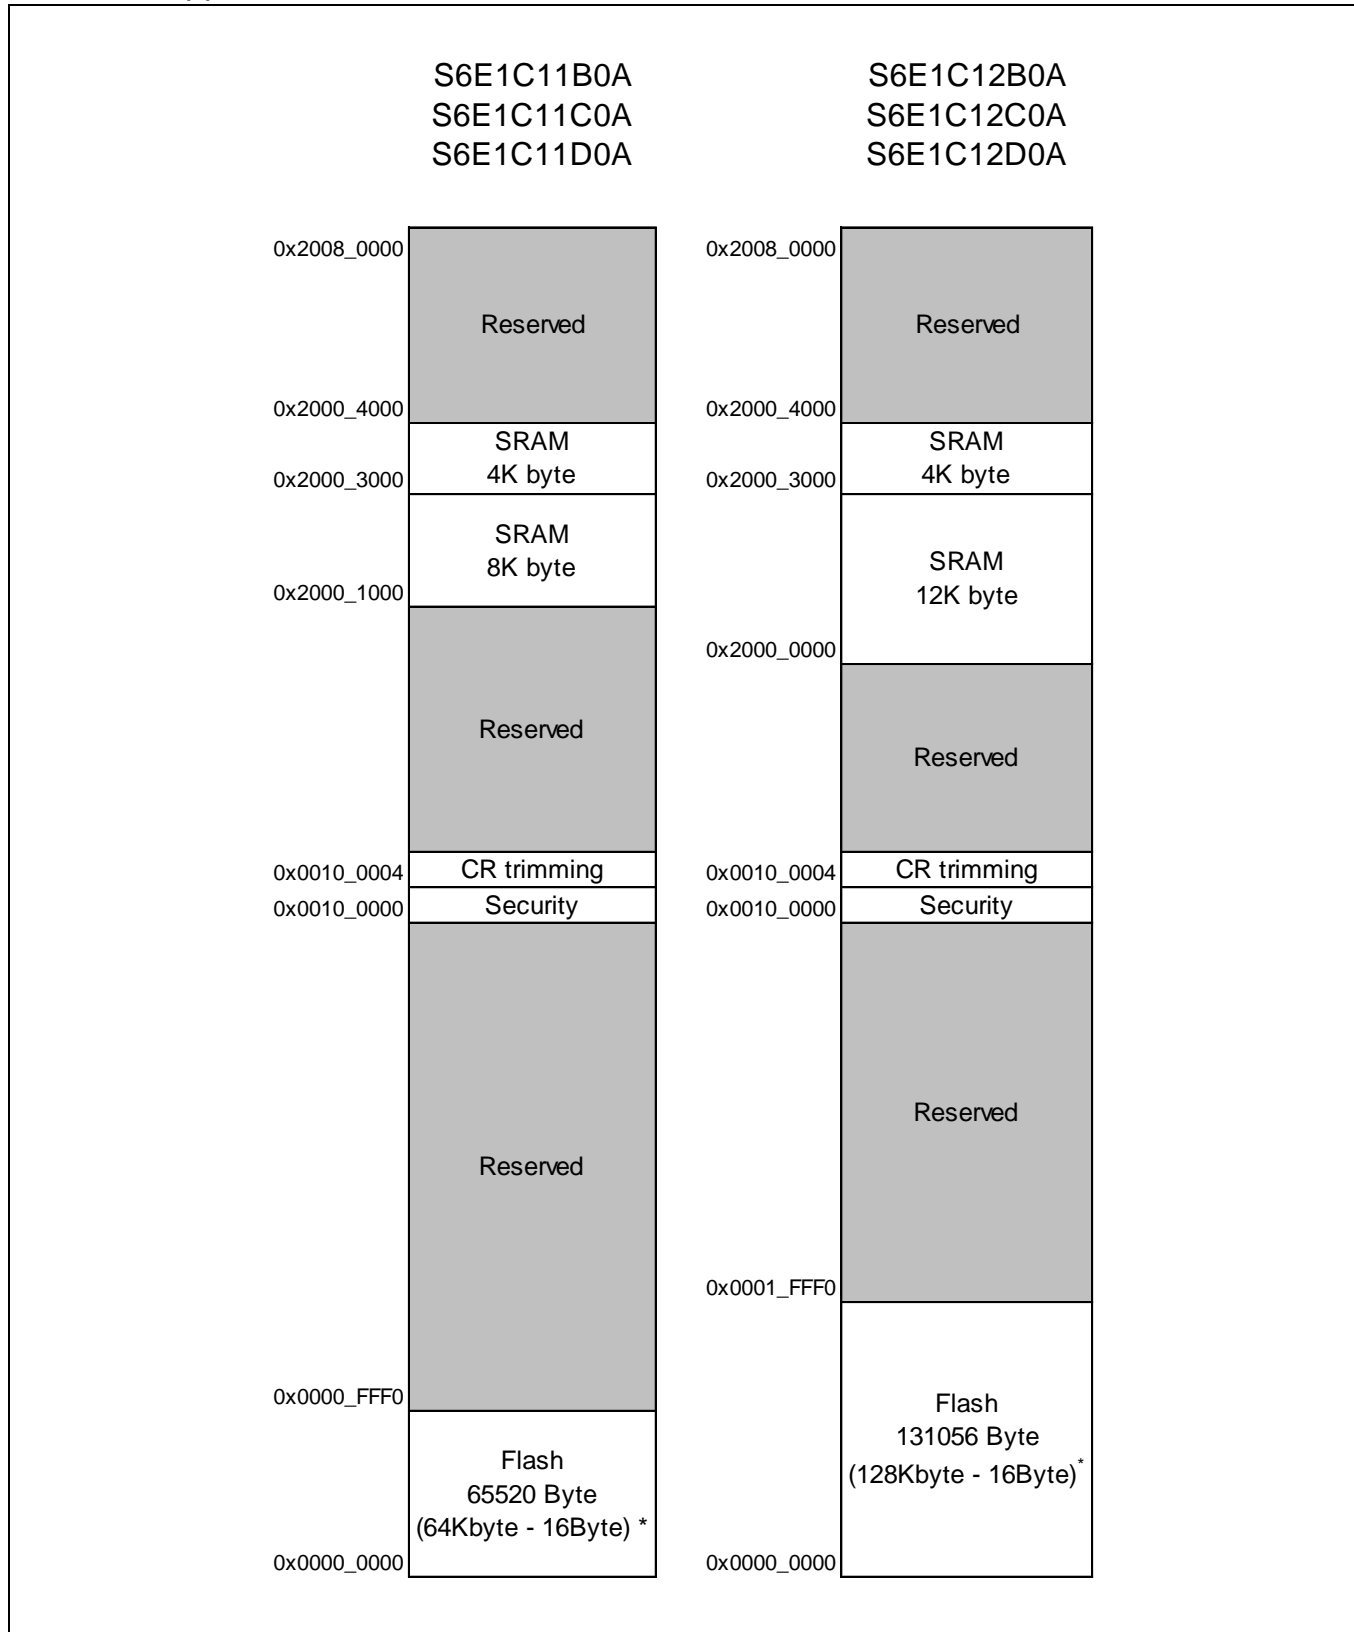 S6E1C11B0A
S6E1C11C0A
S6E1C11D0A
0x2008_0000
Reserved
0x2000_4000
SRAM
4K byte
0x2000_3000
SRAM
8K byte
0x2000_1000
Reserved
0x0010_0004
CR trimming
0x0010_0000
Security
Reserved
0x0000_FFF0
Flash
65520 Byte
(64Kbyte - 16Byte) *
0x0000_0000
S6E1C12B0A
S6E1C12C0A
S6E1C12D0A
0x2008_0000
Reserved
0x2000_4000
SRAM
4K byte
0x2000_3000
SRAM
12K byte
0x2000_0000
Reserved
0x0010_0004
CR trimming
0x0010_0000
Security
Reserved
0x0001_FFF0
Flash
131056 Byte
(128Kbyte - 16Byte)*
0x0000_0000